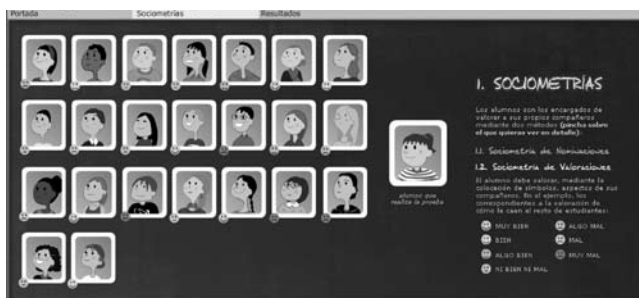 Portada Sociometrías Resultados
1. SOCIOMETRÍAS
Los alumnos son los encargados de
valorar a sus propios compañeros
mediante dos métodos (pincha sobre
el que quieras ver en detalle):
1.1. Sociometría de Nominaciones
1.2. Sociometría de Valoraciones
El alumno debe valorar, mediante la
colocación de símbolos, aspectos de sus
compañeros. En el ejemplo, los
correspondientes a la valoración de
cómo le caen el resto de estudiantes:
alumno que
realiza la prueba
MUY BIEN
ALGO MAL
BIEN
MAL
ALGO BIEN
MUY MAL
NI BIEN NI MAL